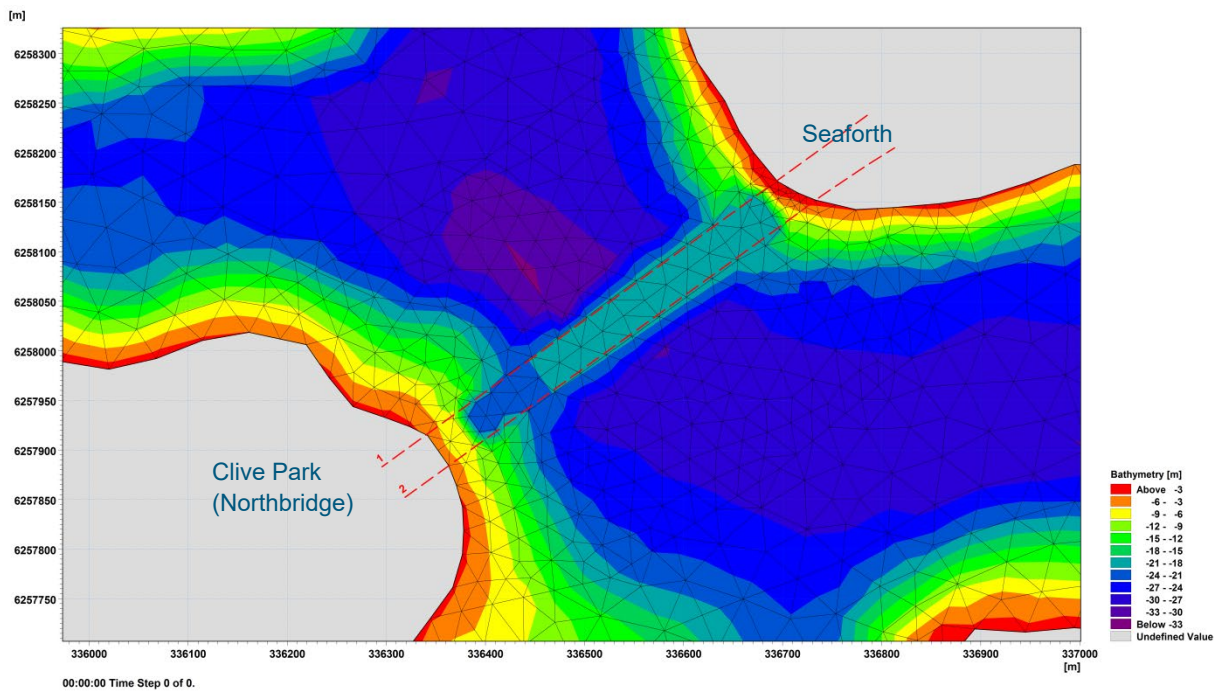 [m]
6258300
6258250
6258200
6258150
6258100
6258050
6258000
6257950
6257900
6257850
6257800
6257750
Seaforth
1
2
Clive Park
(Northbridge)
Bathymetry [m]
Above -3
-6 - -3
-9 - -6
-12 - -9
-15 - -12
-18 - -15
-21 - -18
-24 - -21
-27 - -24
-30 - -27
-33 - -30
Below -33
Undefined Value
336000 336100 336200 336300 336400 336500 336600 336700 336800 336900 337000
[m]
00:00:00 Time Step 0 of 0.